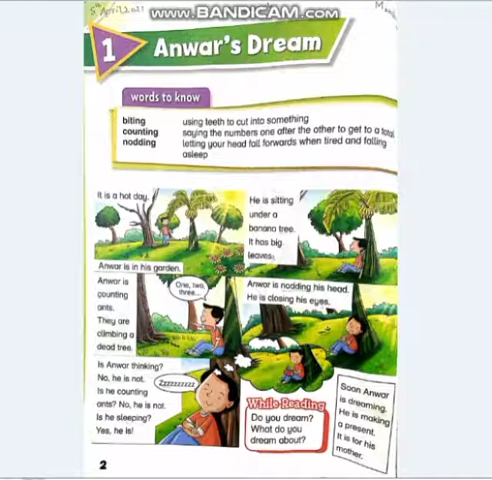 5th April, 2021
www.BANDICAM.com
1
Anwar's Dream
words to know
biting using teeth to cut into something
counting saying the numbers one after the other to get to a total
nodding letting your head fall forwards when tired and falling
asleep
It is a hot day.
Anwar is in his garden.
He is sitting
under a
banana tree.
It has big
leaves.
Anwar is
counting
ants.
They are
climbing a
dead tree.
One, two,
three...
Anwar is nodding his head.
He is closing his eyes.
Is Anwar thinking?
No, he is not.
Is he counting
ants? No, he is not.
Is he sleeping?
Yes, he is!
Zzzzzzzzzz
While Reading
Do you dream?
What do you
dream about?
Soon Anwar
is dreaming.
He is making
a present.
It is for his
mother.
2